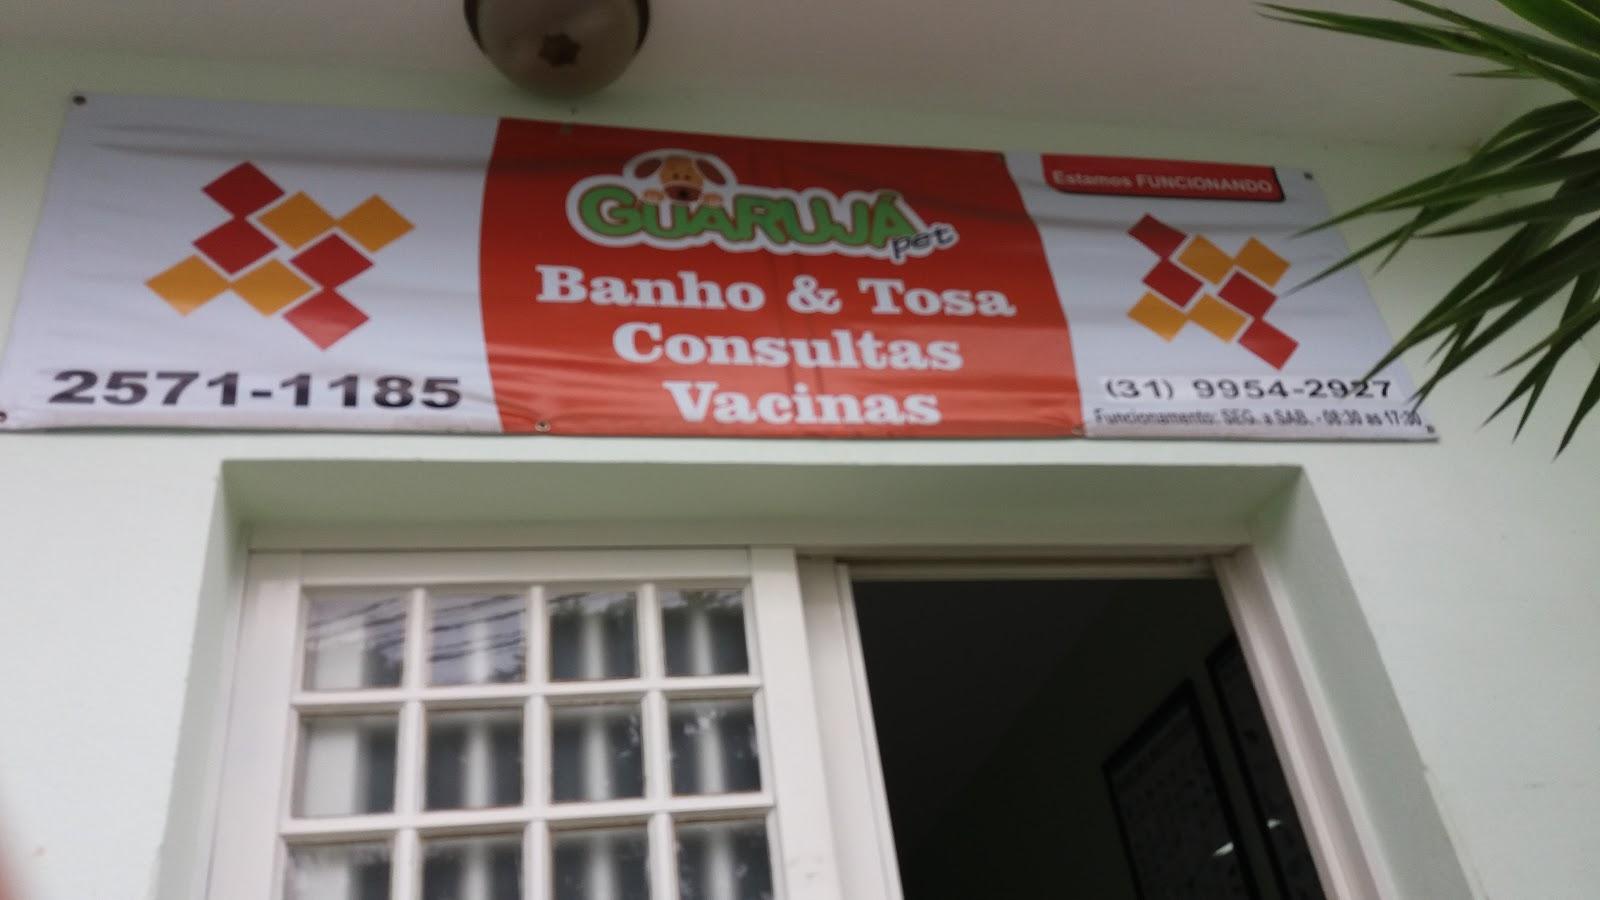 GUARUJÁ
pet
Banho & Tosa
Consultas
Vacinas
2571-1185
Estamos FUNCIONANDO
(31) 9954-2927
Funcionamento: SEG. a SAB. - 08:30 as 17:30